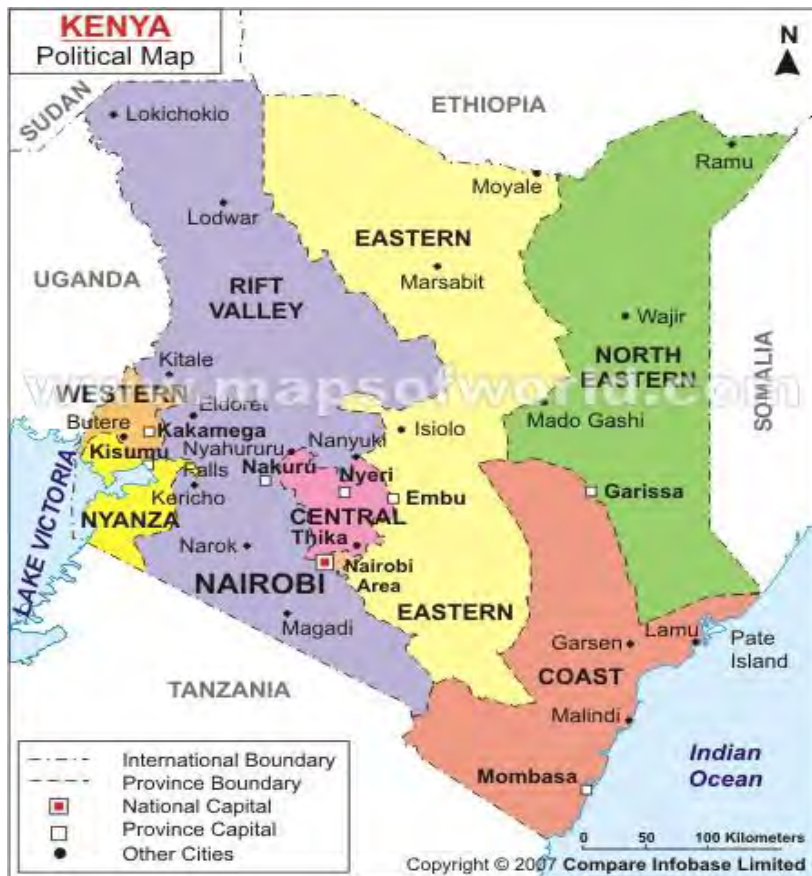 KENYA
Political Map
N
SUDAN
ETHIOPIA
Lokichokio
Ramu
Moyale
Lodwar
EASTERN
Marsabit
UGANDA
RIFT
VALLEY
Wajir
SOMALIA
Kitale
NORTH
EASTERN
www.mapsofworld.com
WESTERN
Eldoret
Mado Gashi
Butere
Kakamega
Isiolo
Kisumu
Nyahururu
Nanyuki
Falls
Nakuru
Nyeri
Kericho
Embu
Garissa
LAKE VICTORIA
NYANZA
CENTRAL
Thika
Narok
Nairobi
Area
NAIROBI
EASTERN
Magadi
Garsen
Lamu
Pate
Island
COAST
TANZANIA
Malindi
Indian
Ocean
Mombasa
International Boundary
Province Boundary
National Capital
Province Capital
Other Cities
0 50 100 Kilometers
Copyright © 2007 Compare Infobase Limited